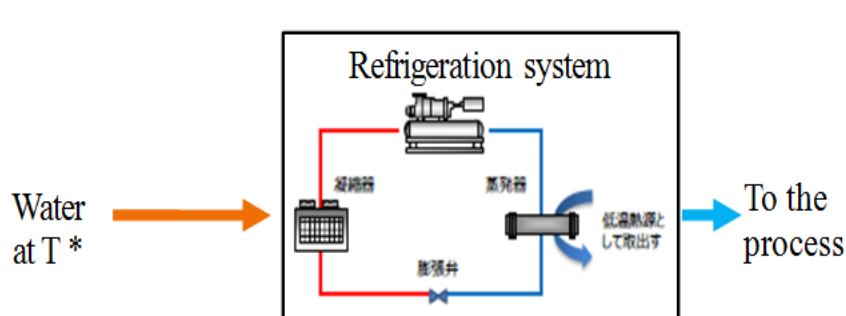 Refrigeration system
凝縮器
蒸発器
Water
at T *
低温熱源と
して取出す
To the
process
膨張弁